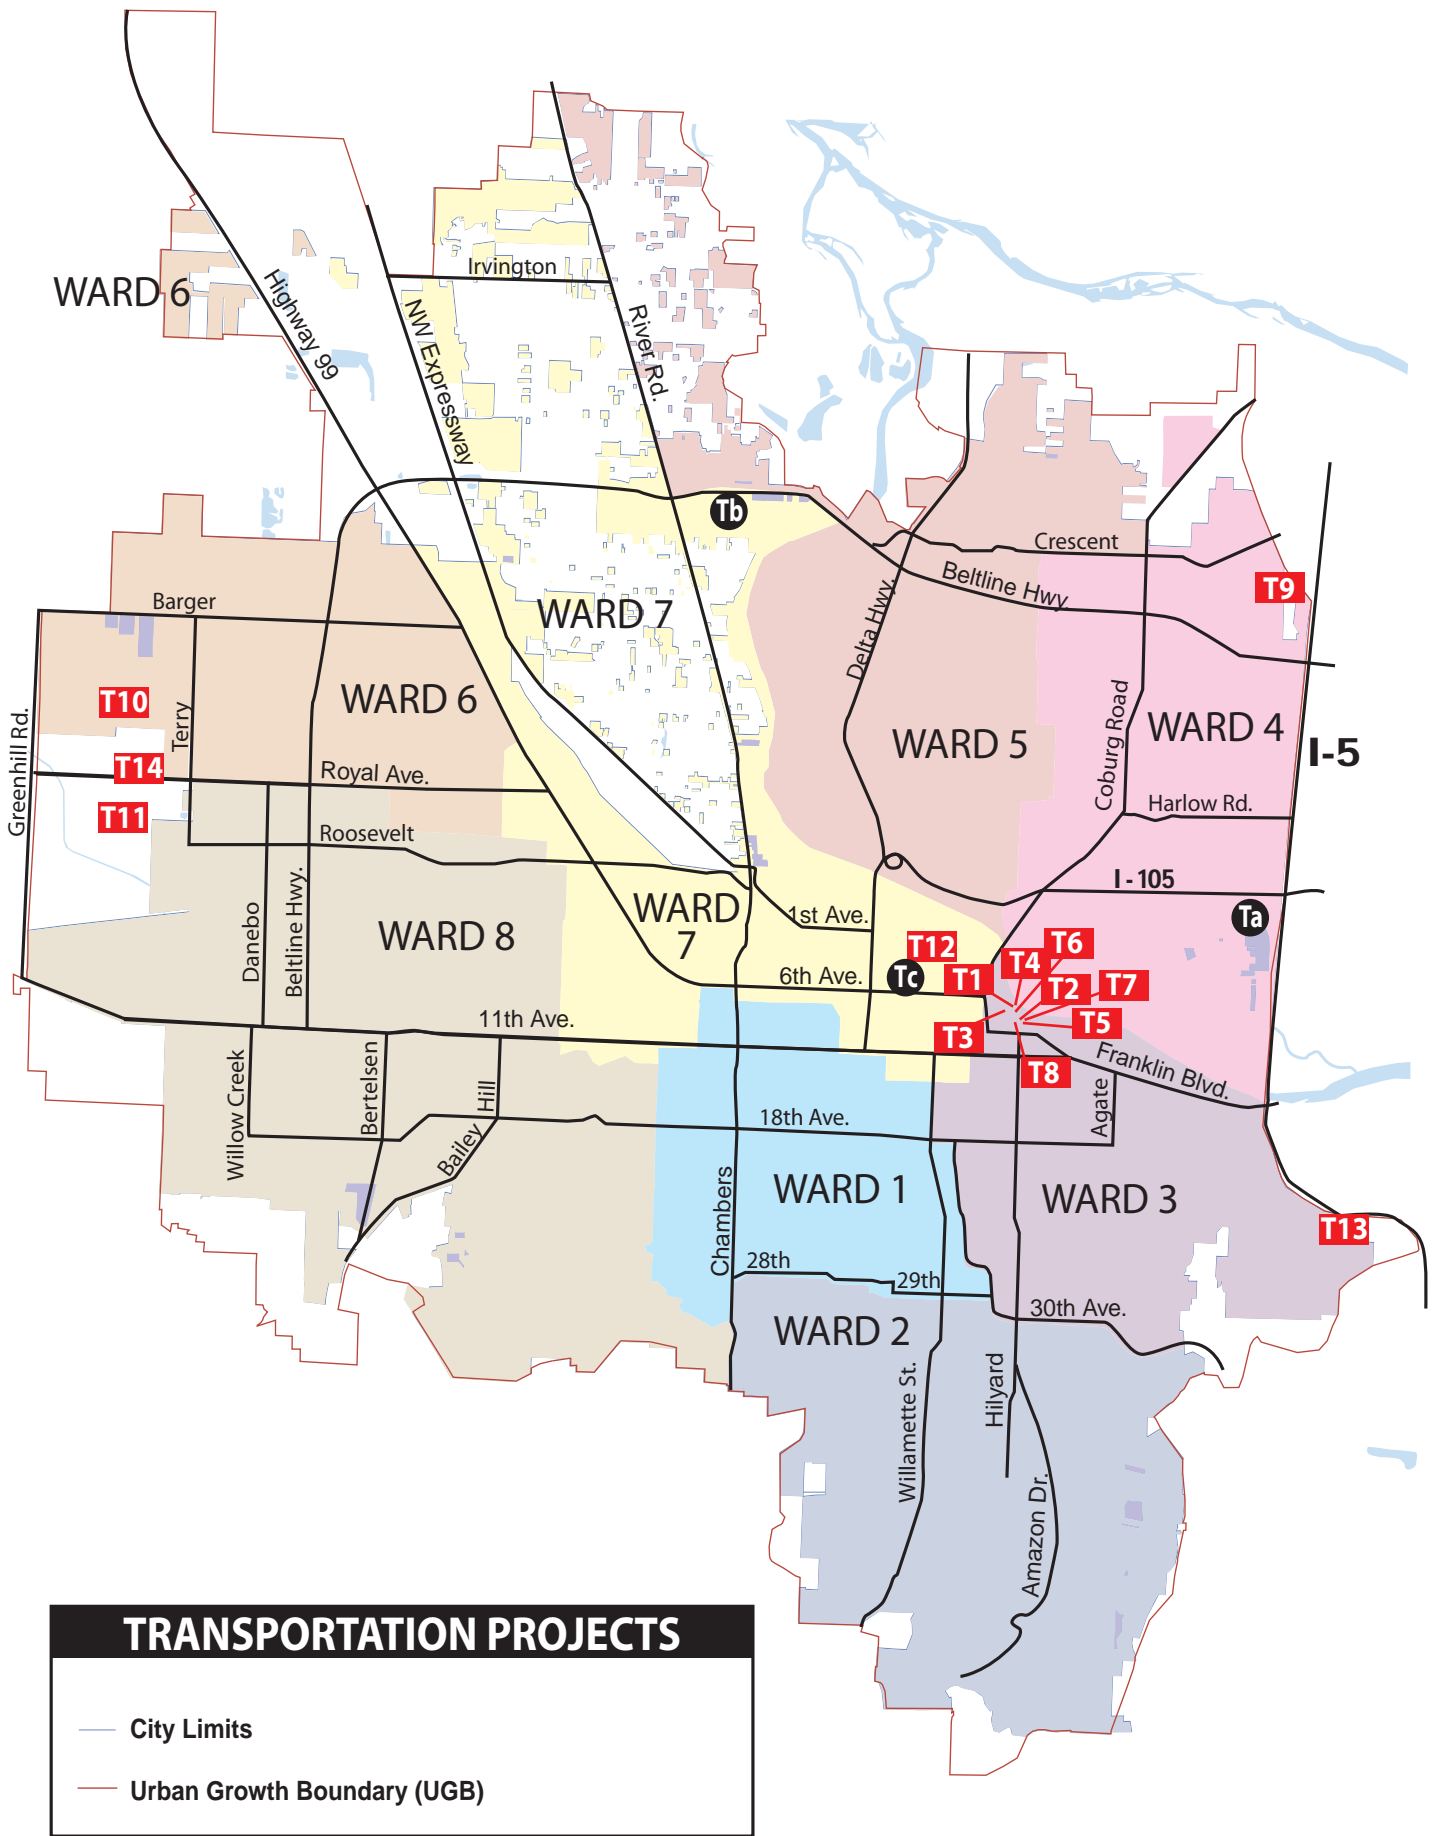 WARD 6
Highway 99
Irvington
NW Expressway
River Rd.
Tb
Crescent
Beltline Hwy.
T9
Barger
WARD 7
Delta Hwy.
Greenhill Rd.
T10
Terry
WARD 6
WARD 5
Coburg Road
WARD 4
I-5
T14
Royal Ave.
T11
Roosevelt
Harlow Rd.
I - 105
Danebo
Beltline Hwy.
WARD 8
WARD
7
1st Ave.
Ta
T12
T6
T4
6th Ave.
Tc
T1
T2
T7
11th Ave.
T3
T5
T8
Franklin Blvd.
Willow Creek
Bertelsen
Bailey
Hill
Agate
18th Ave.
Chambers
WARD 1
WARD 3
T13
28th
29th
30th Ave.
WARD 2
Willamette St.
Hilyard
Amazon Dr.
TRANSPORTATION PROJECTS
City Limits
Urban Growth Boundary (UGB)